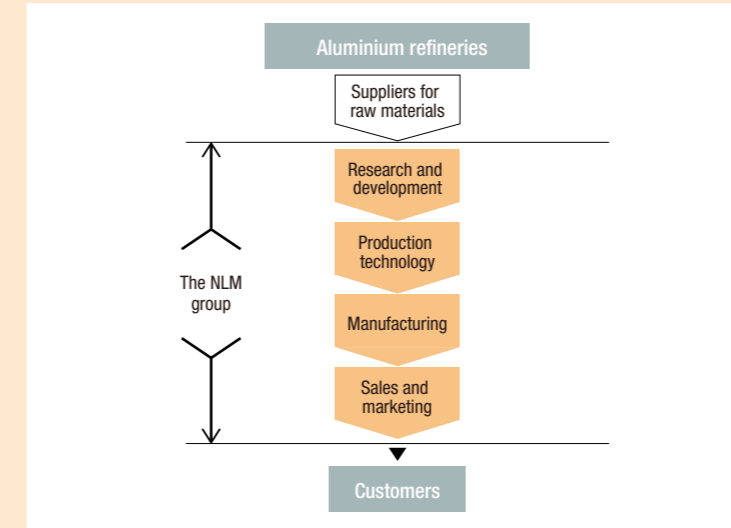 Aluminium refineries
Suppliers for
raw materials
Research and
development
Production
technology
The NLM
group
Manufacturing
Sales and
marketing
Customers